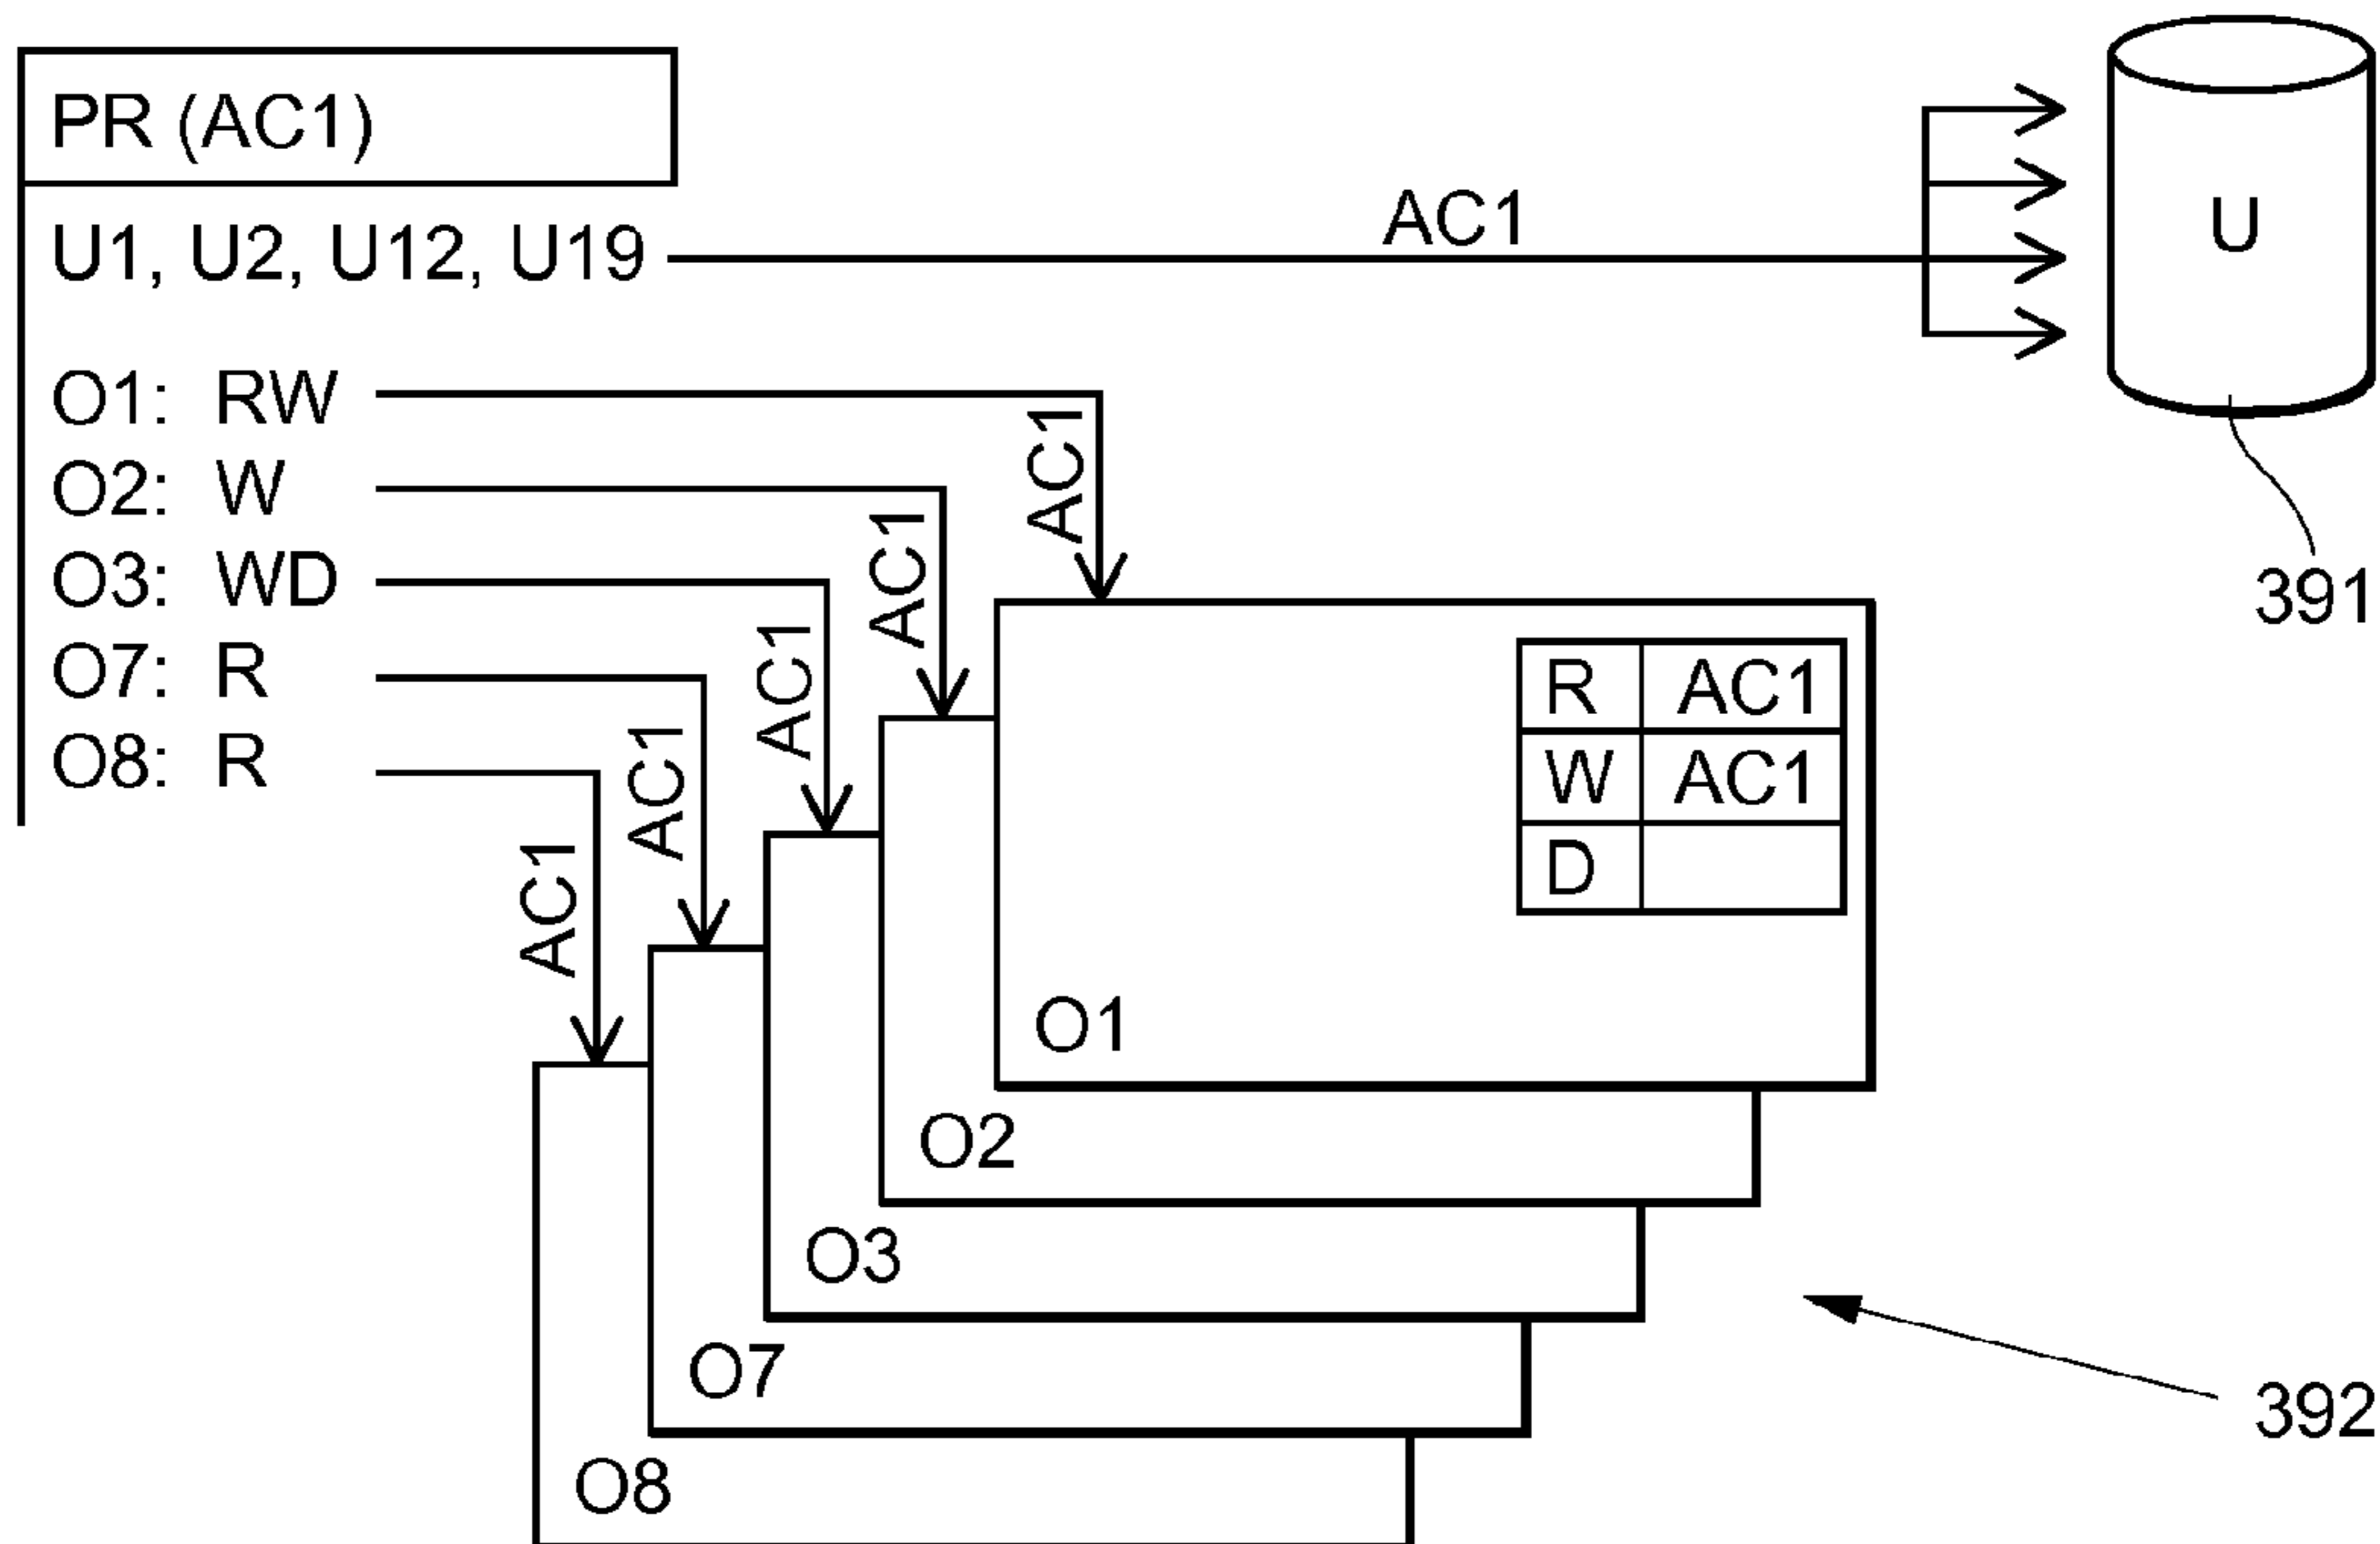 PR (AC1)
U1, U2, U12, U19
AC1
U
391
O1: RW
O2: W
O3: WD
O7: R
O8: R
AC1
AC1
AC1
AC1
AC1
R AC1
W AC1
D
O1
O2
O3
O7
O8
392